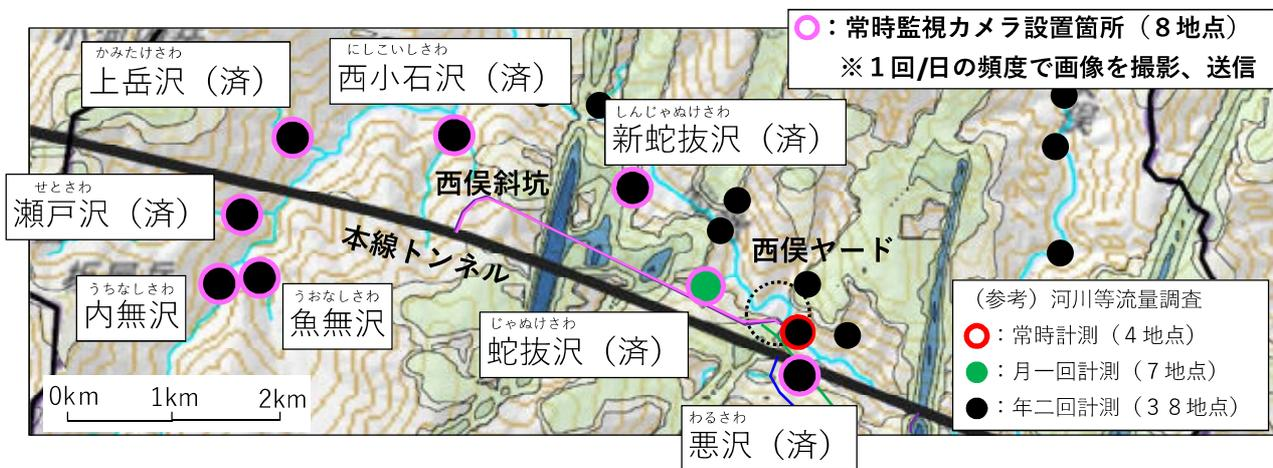 ：常時監視カメラ設置箇所（８地点）
※１回/日の頻度で画像を撮影、送信
かみたけさわ
上岳沢（済）
にしこいしさわ
西小石沢（済）
しんじゃぬけさわ
新蛇抜沢（済）
せとさわ
瀬戸沢（済）
西俣斜坑
本線トンネル
西俣ヤード
うちなしさわ
内無沢
うおなしさわ
魚無沢
じゃぬけさわ
蛇抜沢（済）
わるさわ
悪沢（済）
（参考）河川等流量調査
：常時計測（４地点）
：月一回計測（７地点）
：年二回計測（３８地点）
0km 1km 2km